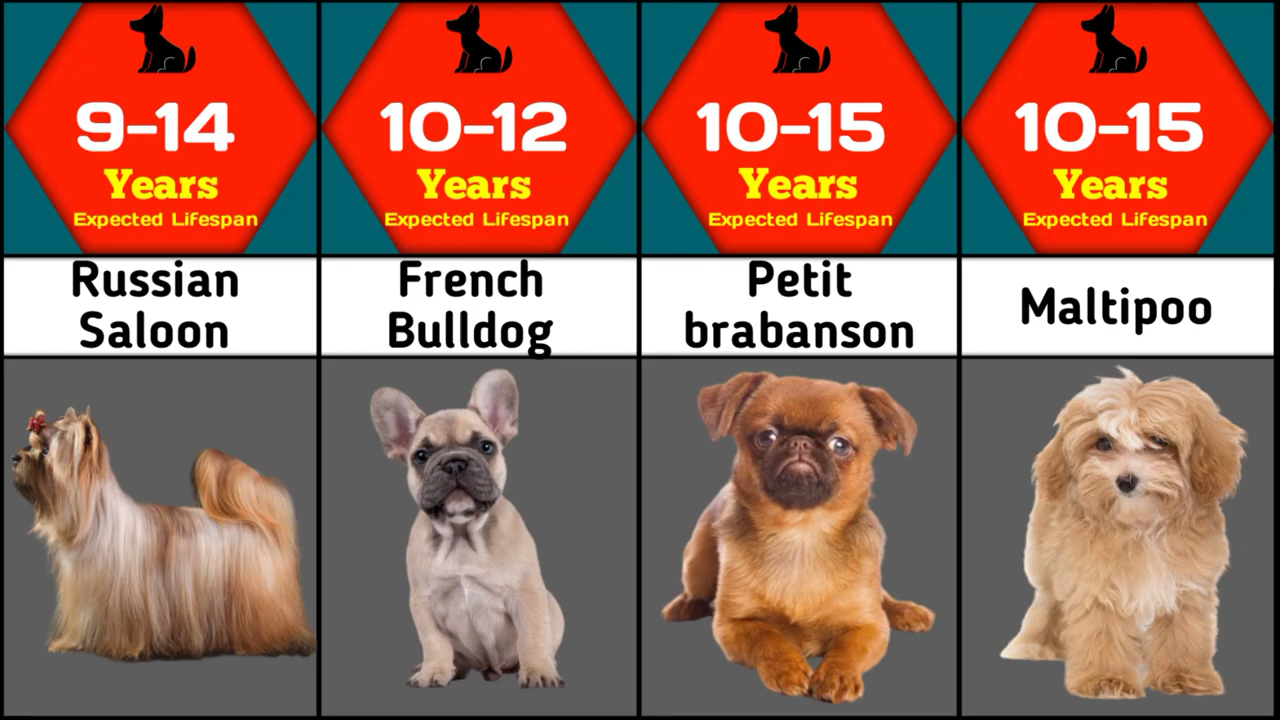 9-14
Years
Expected Lifespan
Russian
Saloon
10-12
Years
Expected Lifespan
French
Bulldog
10-15
Years
Expected Lifespan
Petit
brabanson
10-15
Years
Expected Lifespan
Maltipoo